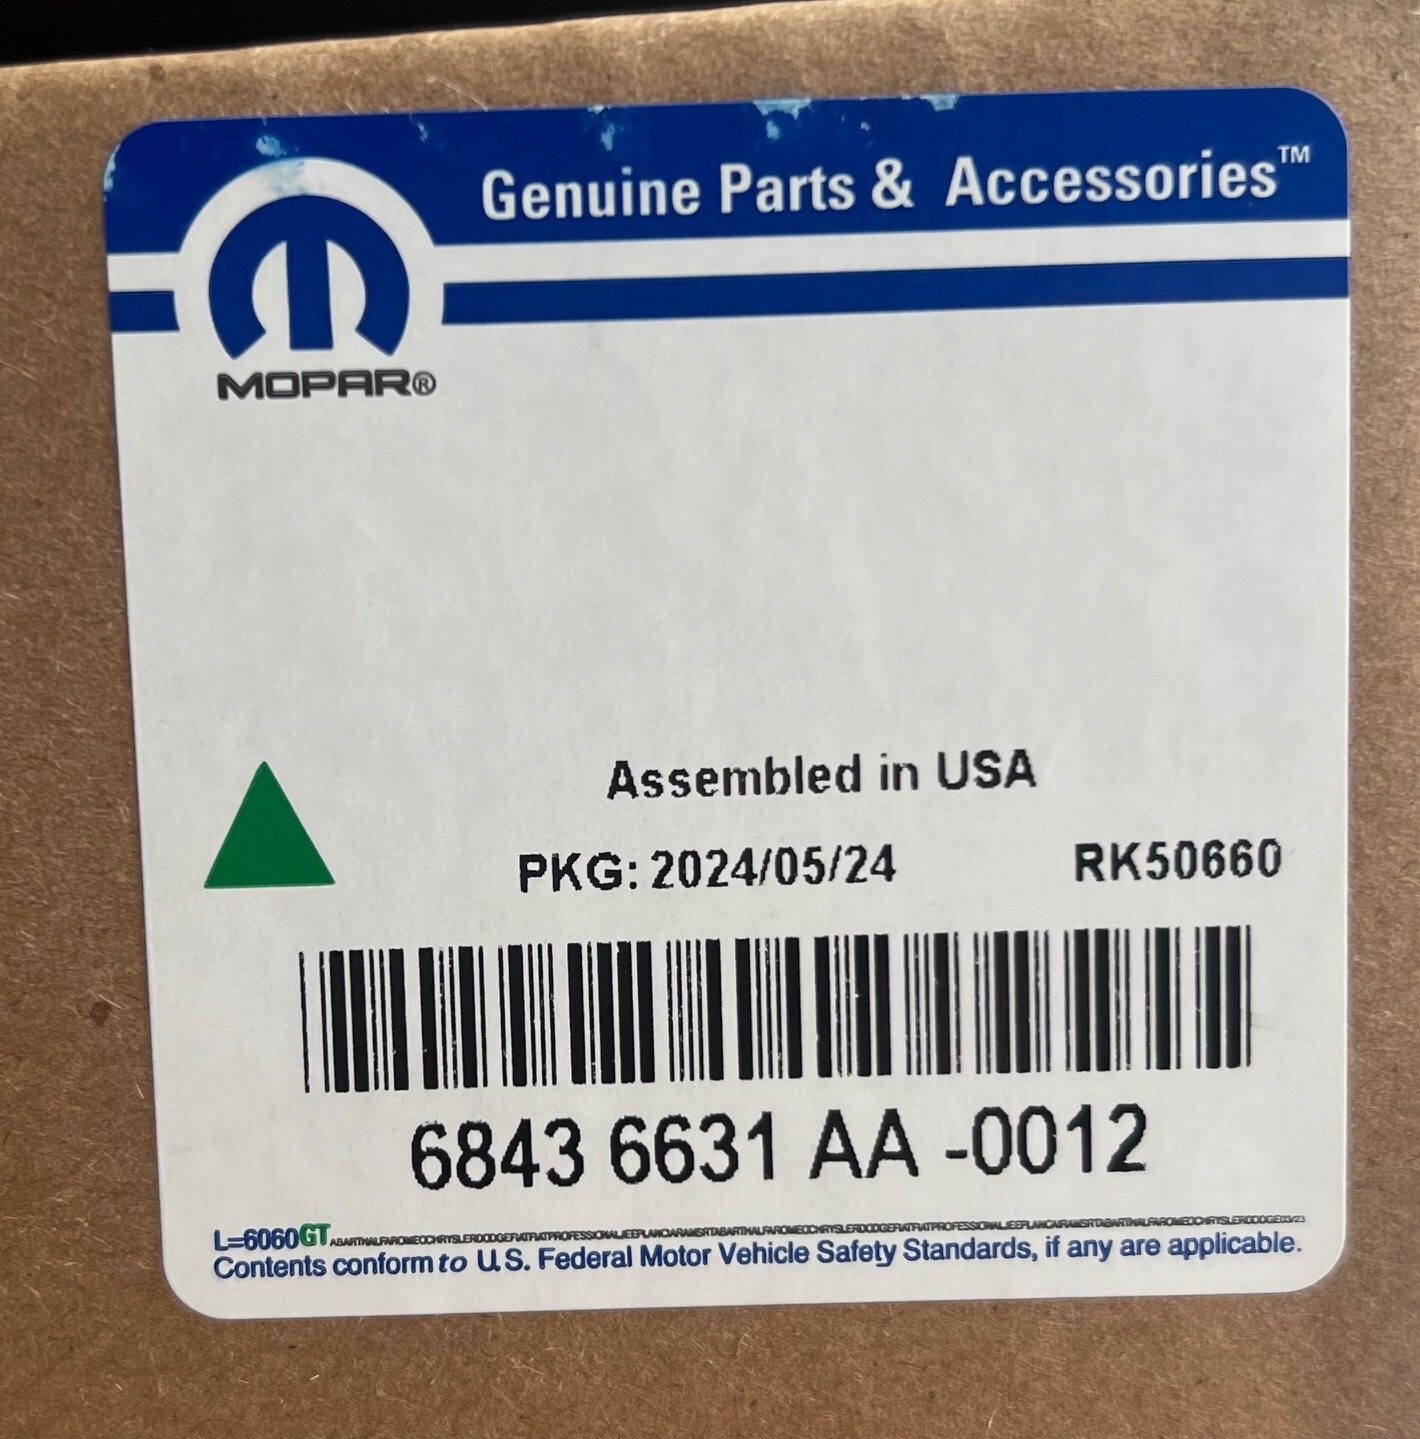 Genuine Parts & Accessories™
MOPAR®
Assembled in USA
PKG: 2024/05/24 RK50660
6843 6631 AA -0012
L=6060GT
Contents conform to U.S. Federal Motor Vehicle Safety Standards, if any are applicable.